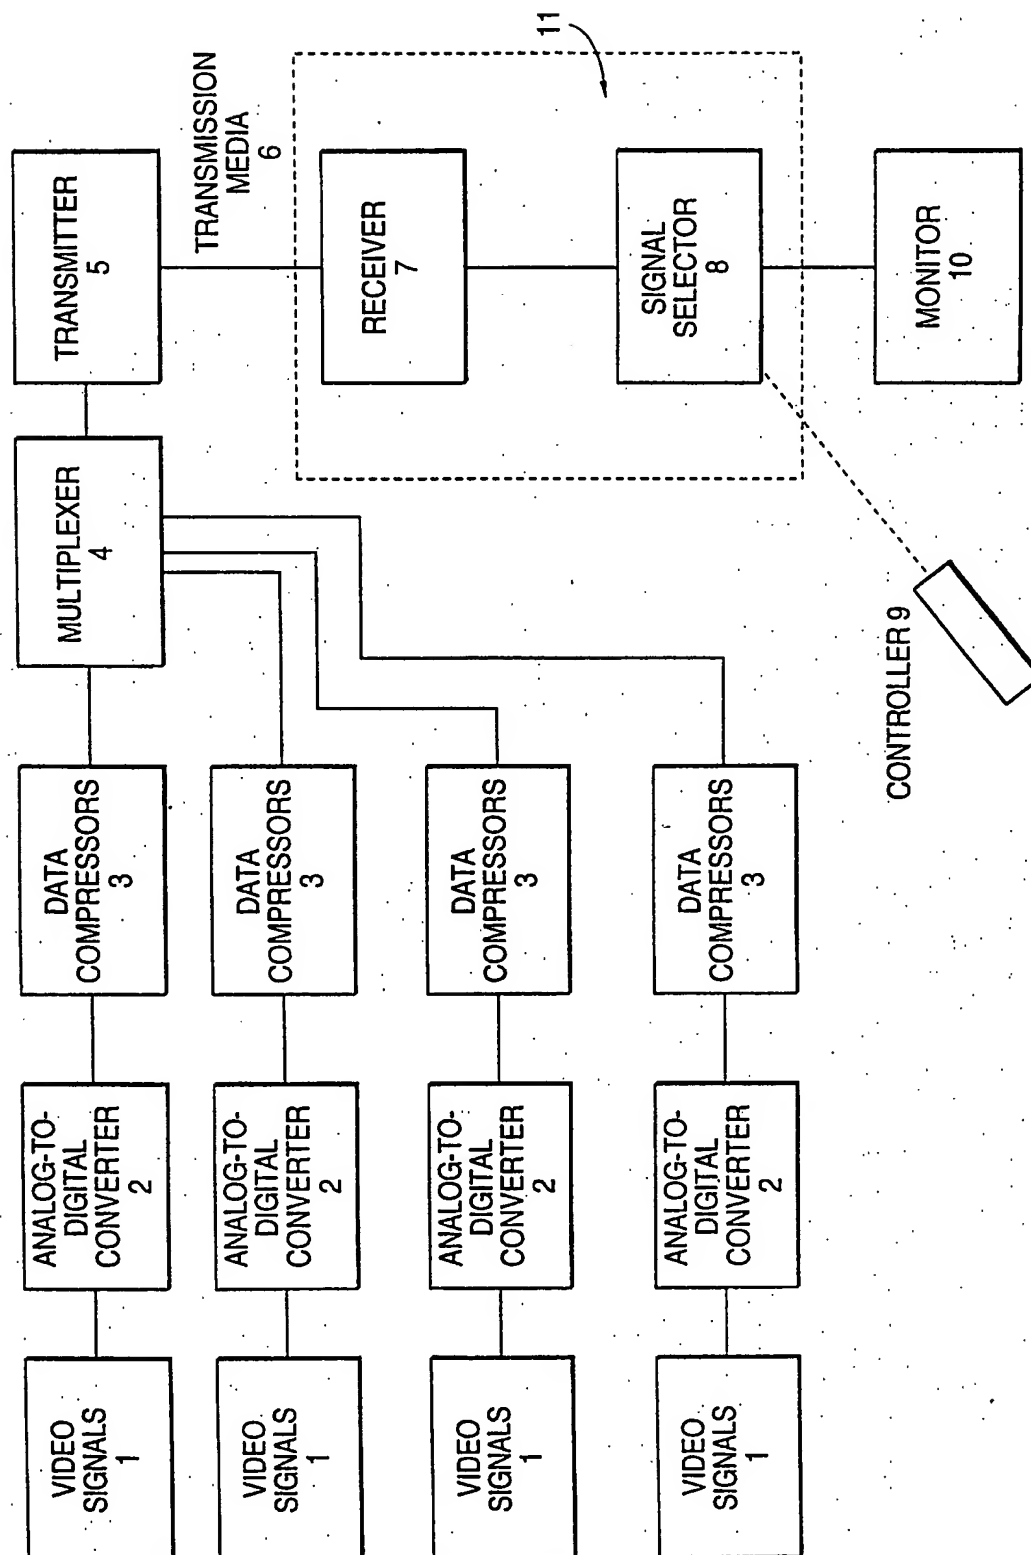 VIDEO
SIGNALS
1
ANALOG-TO-
DIGITAL
CONVERTER
2
DATA
COMPRESSORS
3
MULTIPLEXER
4
TRANSMITTER
5
VIDEO
SIGNALS
1
ANALOG-TO-
DIGITAL
CONVERTER
2
DATA
COMPRESSORS
3
TRANSMISSION
MEDIA
6
VIDEO
SIGNALS
1
ANALOG-TO-
DIGITAL
CONVERTER
2
DATA
COMPRESSORS
3
RECEIVER
7
11
VIDEO
SIGNALS
1
ANALOG-TO-
DIGITAL
CONVERTER
2
DATA
COMPRESSORS
3
SIGNAL
SELECTOR
8
CONTROLLER 9
MONITOR
10